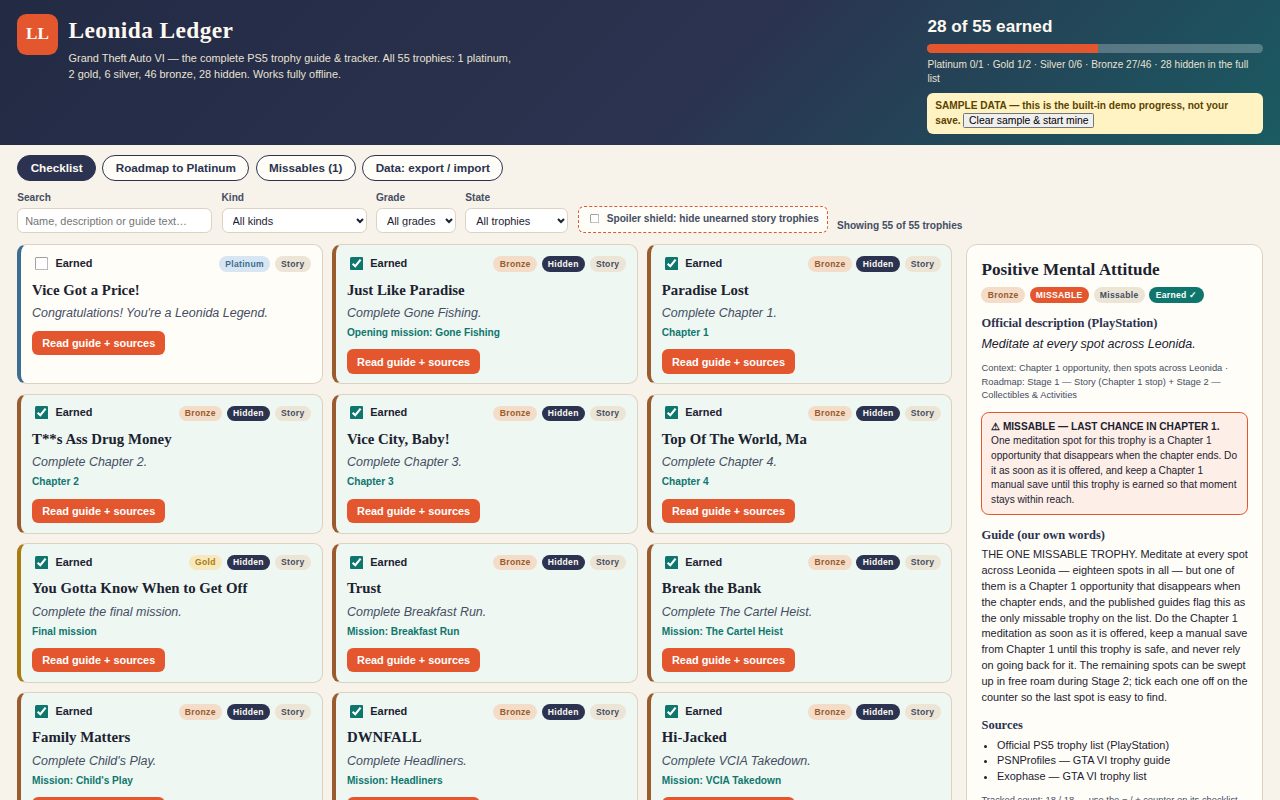 LL
Leonida Ledger
Grand Theft Auto VI — the complete PS5 trophy guide & tracker. All 55 trophies: 1 platinum,
2 gold, 6 silver, 46 bronze, 28 hidden. Works fully offline.
28 of 55 earned
Platinum 0/1 · Gold 1/2 · Silver 0/6 · Bronze 27/46 · 28 hidden in the full
list
SAMPLE DATA — this is the built-in demo progress, not your
save. Clear sample & start mine
Checklist Roadmap to Platinum Missables (1) Data: export / import
Search Kind Grade State
Name, description or guide text… All kinds All grades All trophies Spoiler shield: hide unearned story trophies Showing 55 of 55 trophies
Earned Platinum Story
Vice Got a Price!
Congratulations! You're a Leonida Legend.
Read guide + sources
Earned Bronze Hidden Story
Just Like Paradise
Complete Gone Fishing.
Opening mission: Gone Fishing
Read guide + sources
Earned Bronze Hidden Story
Paradise Lost
Complete Chapter 1.
Chapter 1
Read guide + sources
Earned Bronze Hidden Story
T**s Ass Drug Money
Complete Chapter 2.
Chapter 2
Read guide + sources
Earned Bronze Hidden Story
Vice City, Baby!
Complete Chapter 3.
Chapter 3
Read guide + sources
Earned Bronze Hidden Story
Top Of The World, Ma
Complete Chapter 4.
Chapter 4
Read guide + sources
Earned Gold Hidden Story
You Gotta Know When to Get Off
Complete the final mission.
Final mission
Read guide + sources
Earned Bronze Hidden Story
Trust
Complete Breakfast Run.
Mission: Breakfast Run
Read guide + sources
Earned Bronze Hidden Story
Break the Bank
Complete The Cartel Heist.
Mission: The Cartel Heist
Read guide + sources
Earned Bronze Hidden Story
Family Matters
Complete Child's Play.
Mission: Child's Play
Earned Bronze Hidden Story
DWNFALL
Complete Headliners.
Mission: Headliners
Earned Bronze Hidden Story
Hi-Jacked
Complete VCIA Takedown.
Mission: VCIA Takedown
Positive Mental Attitude
Bronze MISSABLE Missable Earned ✓
Official description (PlayStation)
Meditate at every spot across Leonida.
Context: Chapter 1 opportunity, then spots across Leonida ·
Roadmap: Stage 1 — Story (Chapter 1 stop) + Stage 2 —
Collectibles & Activities
⚠ MISSABLE — LAST CHANCE IN CHAPTER 1.
One meditation spot for this trophy is a Chapter 1
opportunity that disappears when the chapter ends. Do
it as soon as it is offered, and keep a Chapter 1
manual save until this trophy is earned so that moment
stays within reach.
Guide (our own words)
THE ONE MISSABLE TROPHY. Meditate at every spot
across Leonida — eighteen spots in all — but one of
them is a Chapter 1 opportunity that disappears when
the chapter ends, and the published guides flag this as
the only missable trophy on the list. Do the Chapter 1
meditation as soon as it is offered, keep a manual save
from Chapter 1 until this trophy is safe, and never rely
on going back for it. The remaining spots can be swept
up in free roam during Stage 2; tick each one off on the
counter so the last spot is easy to find.
Sources
• Official PS5 trophy list (PlayStation)
• PSNProfiles — GTA VI trophy guide
• Exophase — GTA VI trophy list
Tracked count: 18 / 18 — use the − / + counter on its checklist